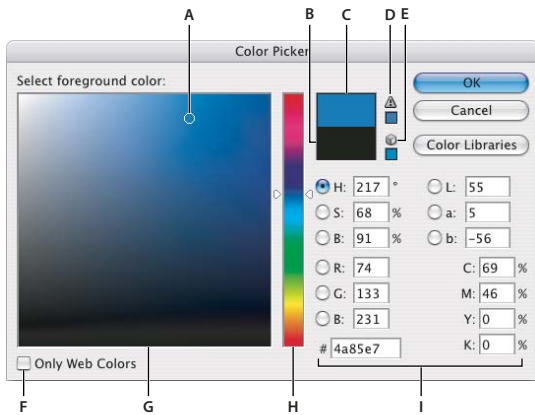 A B C D E
Color Picker
Select foreground color:
OK
Cancel
Color Libraries
H: 217 ° L: 55
S: 68 % a: 5
B: 91 % b: -56
R: 74 C: 69 %
G: 133 M: 46 %
B: 231 Y: 0 %
# 4a85e7 K: 0 %
Only Web Colors
F G H I